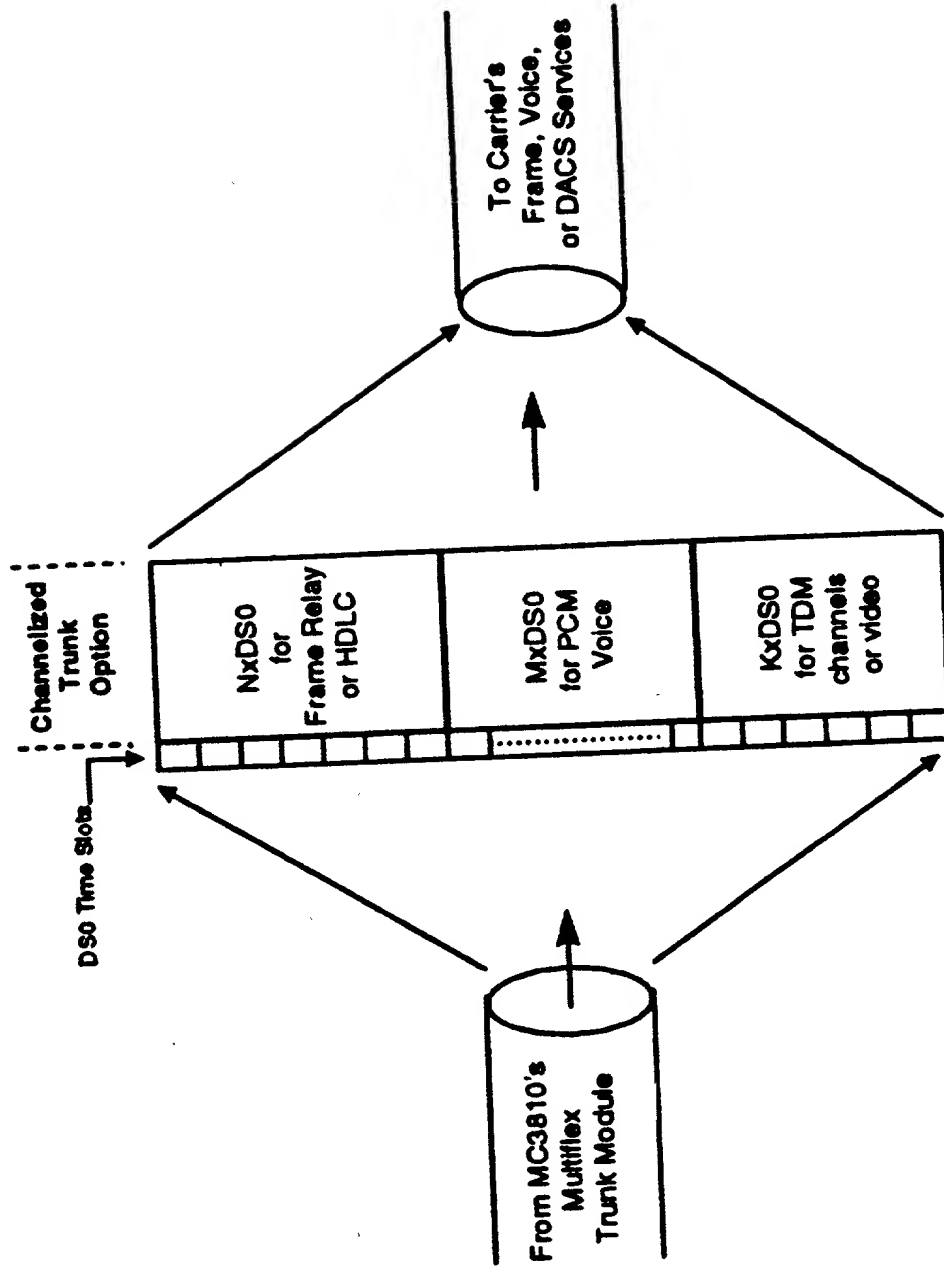 DS0 Time Slots
Channelized
Trunk
Option
From MC3810's
Multiflex
Trunk Module
NxDS0
for
Frame Relay
or HDLC
MxDS0
for PCM
Voice
KxDS0
for TDM
channels
or video
To Carrier's
Frame, Voice,
or DACS Services